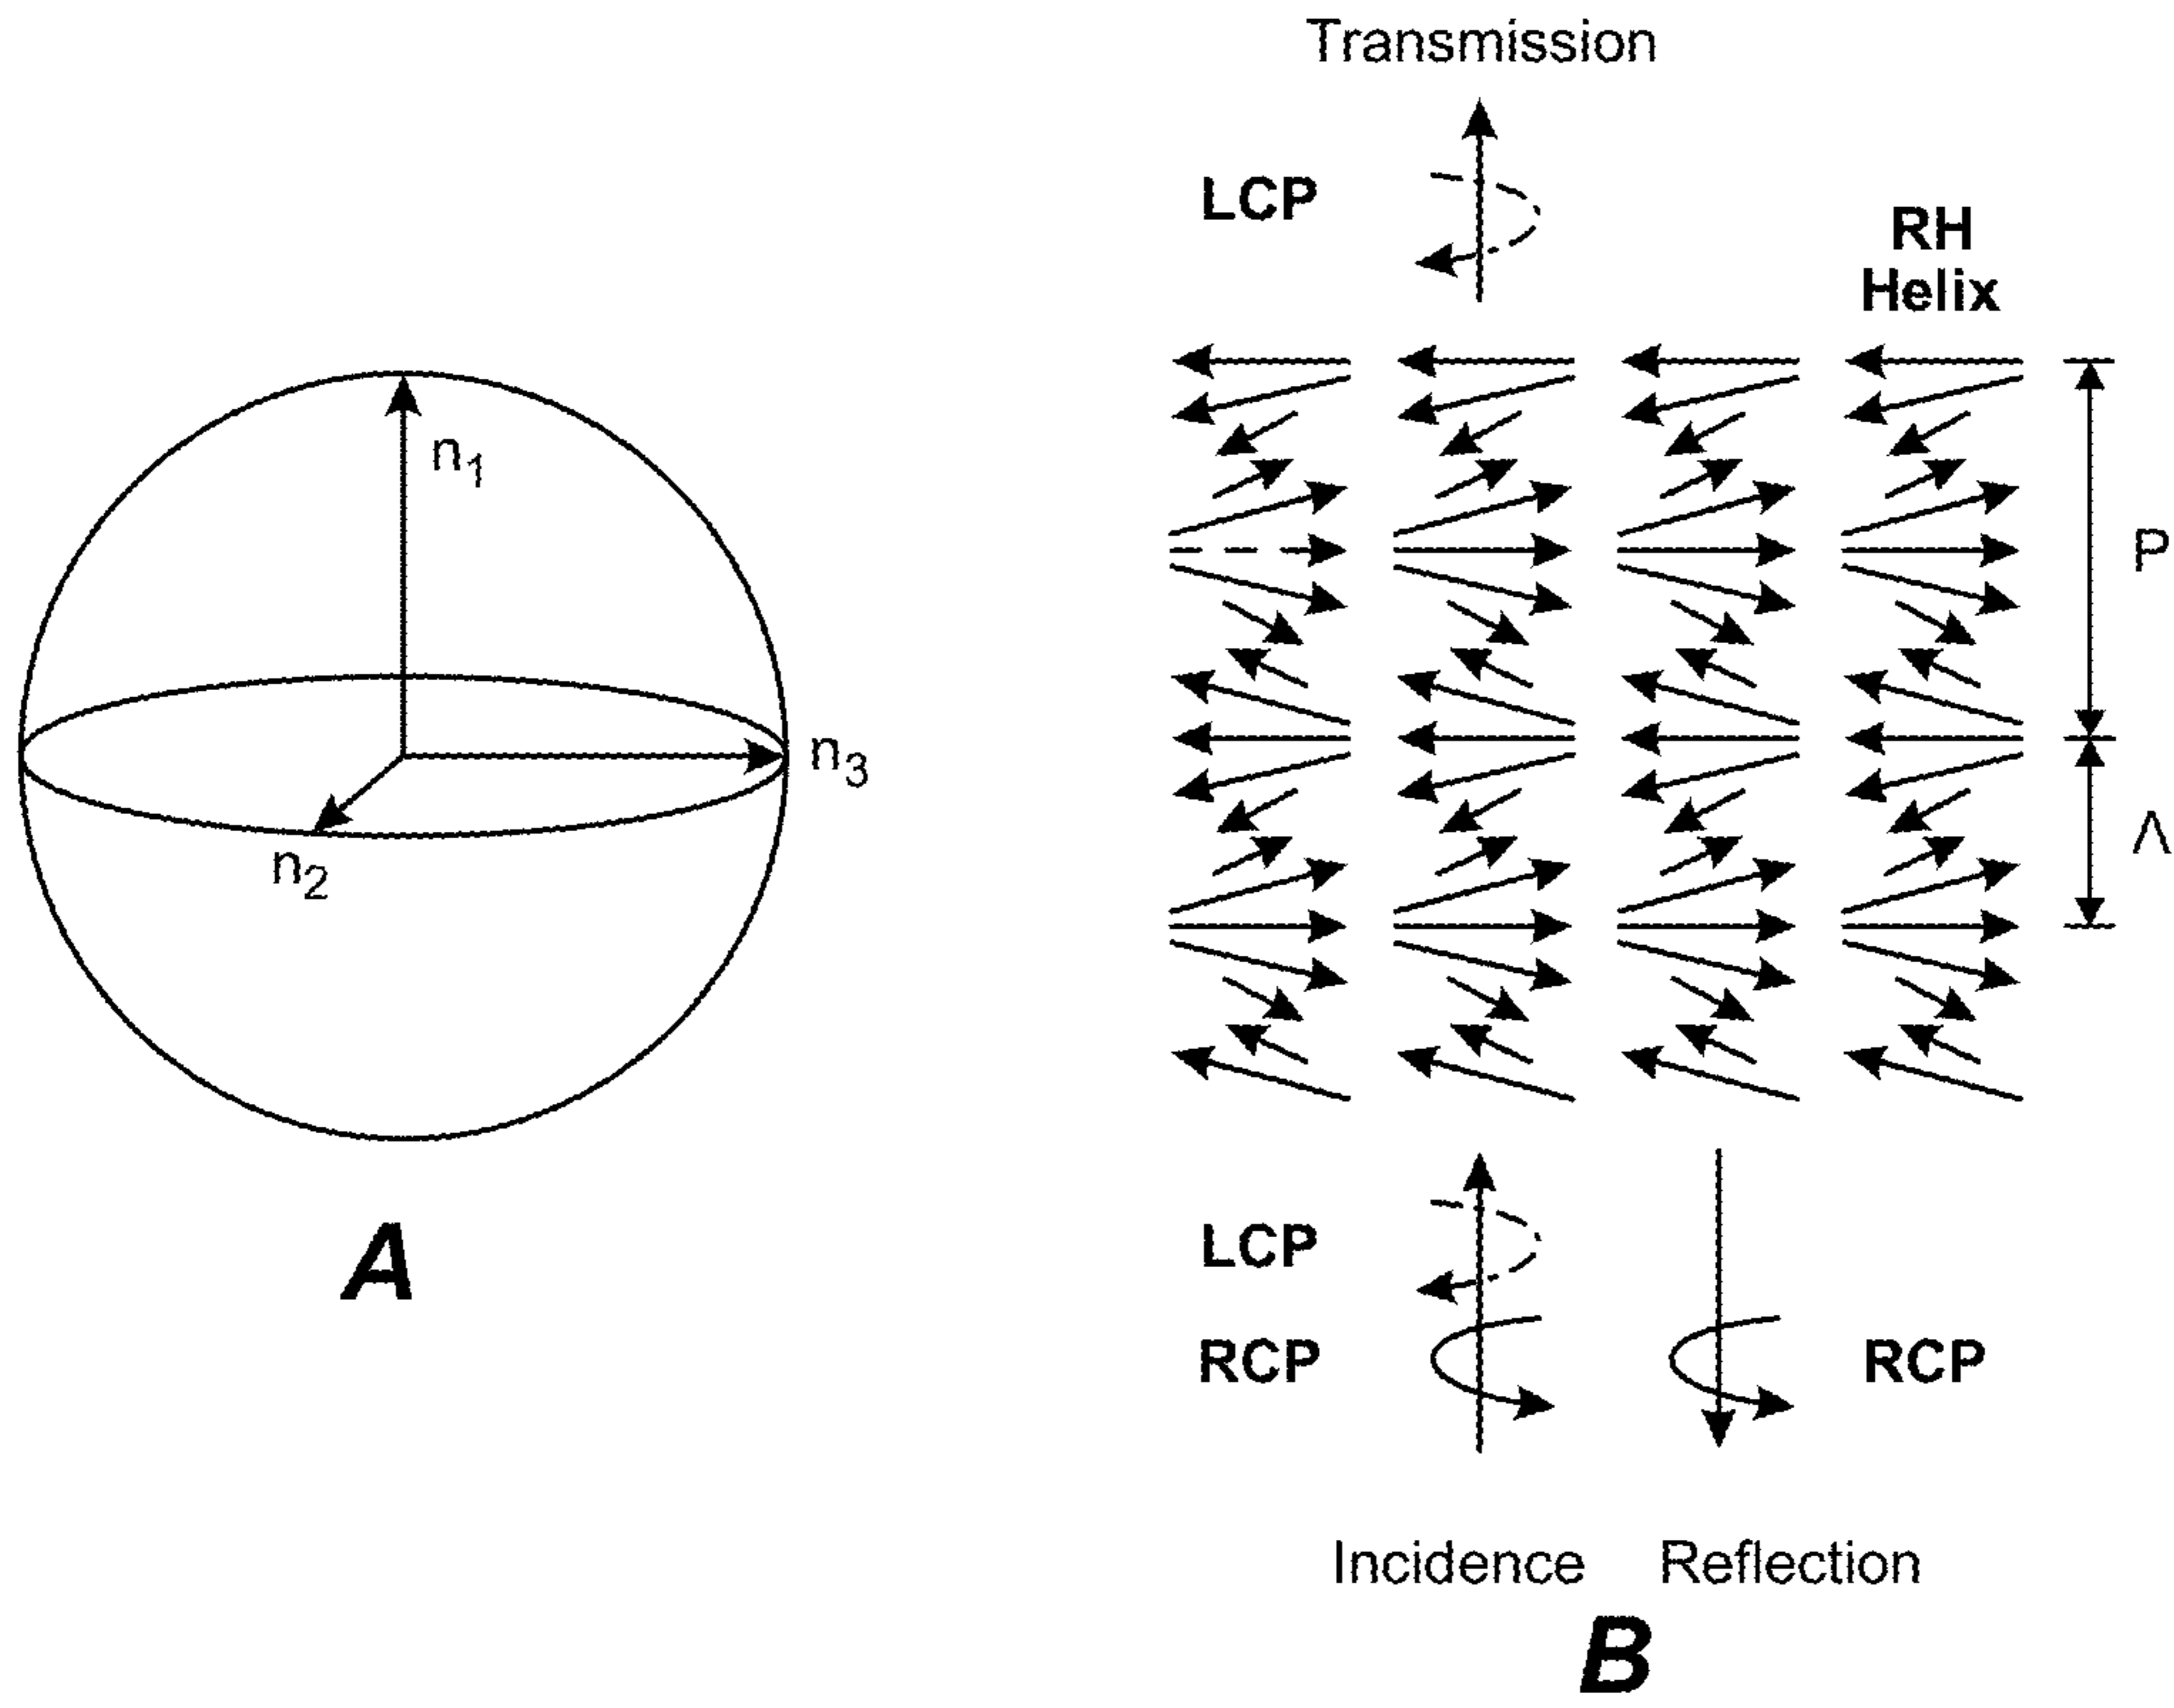 Transmission
LCP
RH
Helix
n1
n3
n2
P
Λ
LCP
RCP
RCP
A
Incidence
Reflection
B